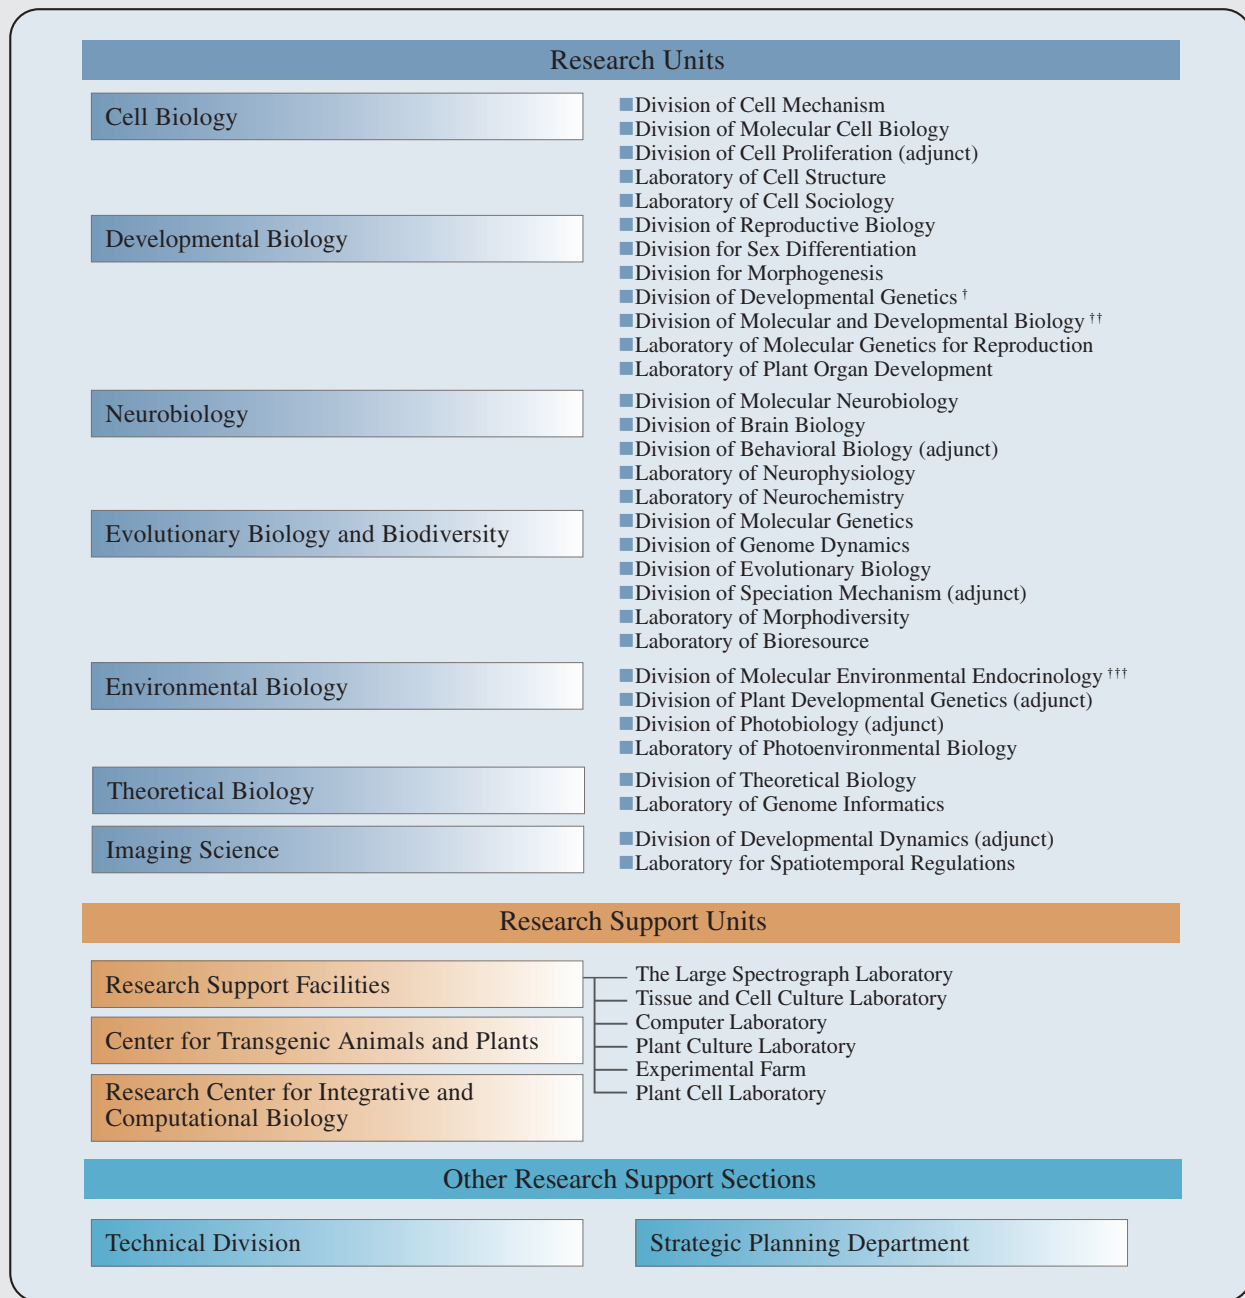 Research Units
Cell Biology
Division of Cell Mechanism
Division of Molecular Cell Biology
Division of Cell Proliferation (adjunct)
Laboratory of Cell Structure
Laboratory of Cell Sociology
Developmental Biology
Division of Reproductive Biology
Division for Sex Differentiation
Division for Morphogenesis
Division of Developmental Genetics †
Division of Molecular and Developmental Biology ††
Laboratory of Molecular Genetics for Reproduction
Laboratory of Plant Organ Development
Neurobiology
Division of Molecular Neurobiology
Division of Brain Biology
Division of Behavioral Biology (adjunct)
Laboratory of Neurophysiology
Laboratory of Neurochemistry
Evolutionary Biology and Biodiversity
Division of Molecular Genetics
Division of Genome Dynamics
Division of Evolutionary Biology
Division of Speciation Mechanism (adjunct)
Laboratory of Morphodiversity
Laboratory of Bioresource
Environmental Biology
Division of Molecular Environmental Endocrinology †††
Division of Plant Developmental Genetics (adjunct)
Division of Photobiology (adjunct)
Laboratory of Photoenvironmental Biology
Theoretical Biology
Division of Theoretical Biology
Laboratory of Genome Informatics
Imaging Science
Division of Developmental Dynamics (adjunct)
Laboratory for Spatiotemporal Regulations
Research Support Units
Research Support Facilities
The Large Spectrograph Laboratory
Tissue and Cell Culture Laboratory
Computer Laboratory
Plant Culture Laboratory
Experimental Farm
Plant Cell Laboratory
Center for Transgenic Animals and Plants
Research Center for Integrative and
Computational Biology
Other Research Support Sections
Technical Division
Strategic Planning Department